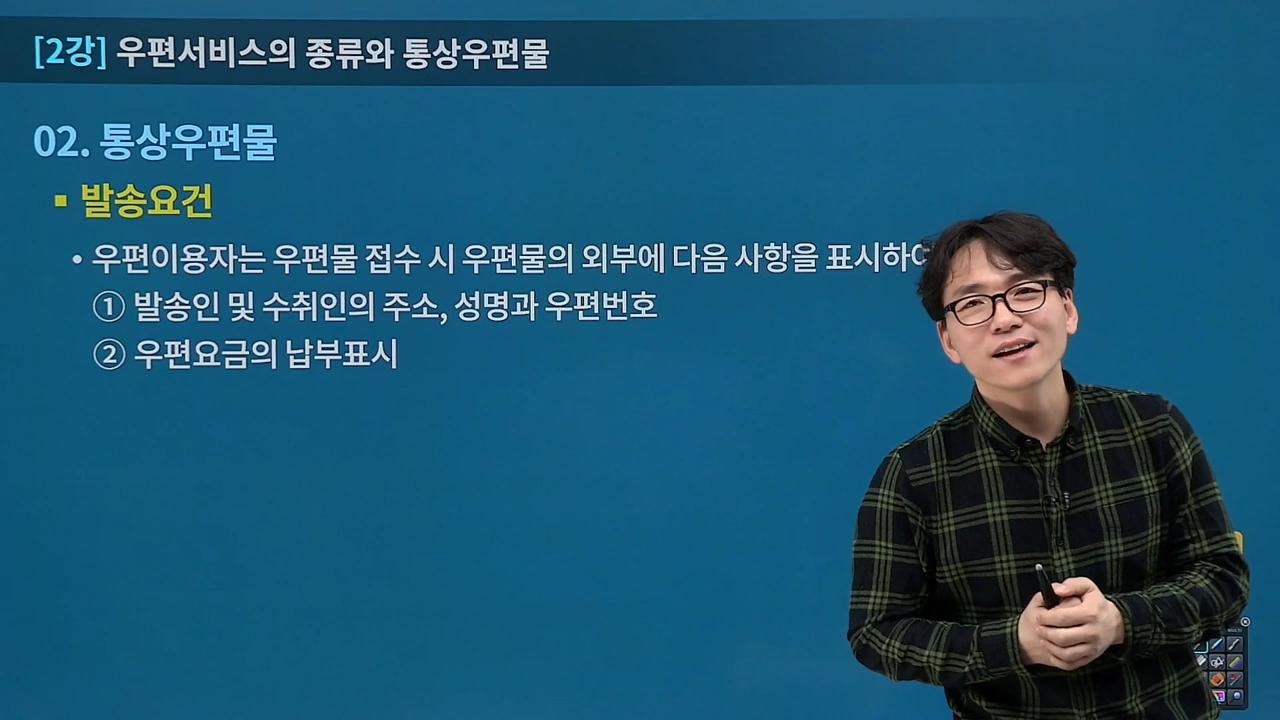 [2강] 우편서비스의 종류와 통상우편물
02. 통상우편물
▪ 발송요건
• 우편이용자는 우편물 접수 시 우편물의 외부에 다음 사항을 표시하여
① 발송인 및 수취인의 주소, 성명과 우편번호
② 우편요금의 납부표시